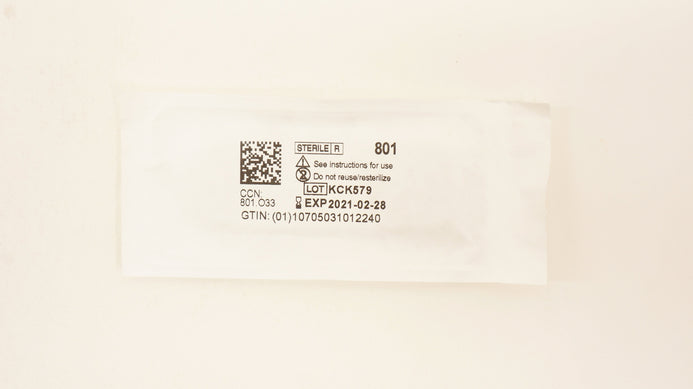 STERILE R 801
See instructions for use
Do not reuse/resterilize
LOT KCK579
CCN:
801.O33
EXP 2021-02-28
GTIN: (01)10705031012240